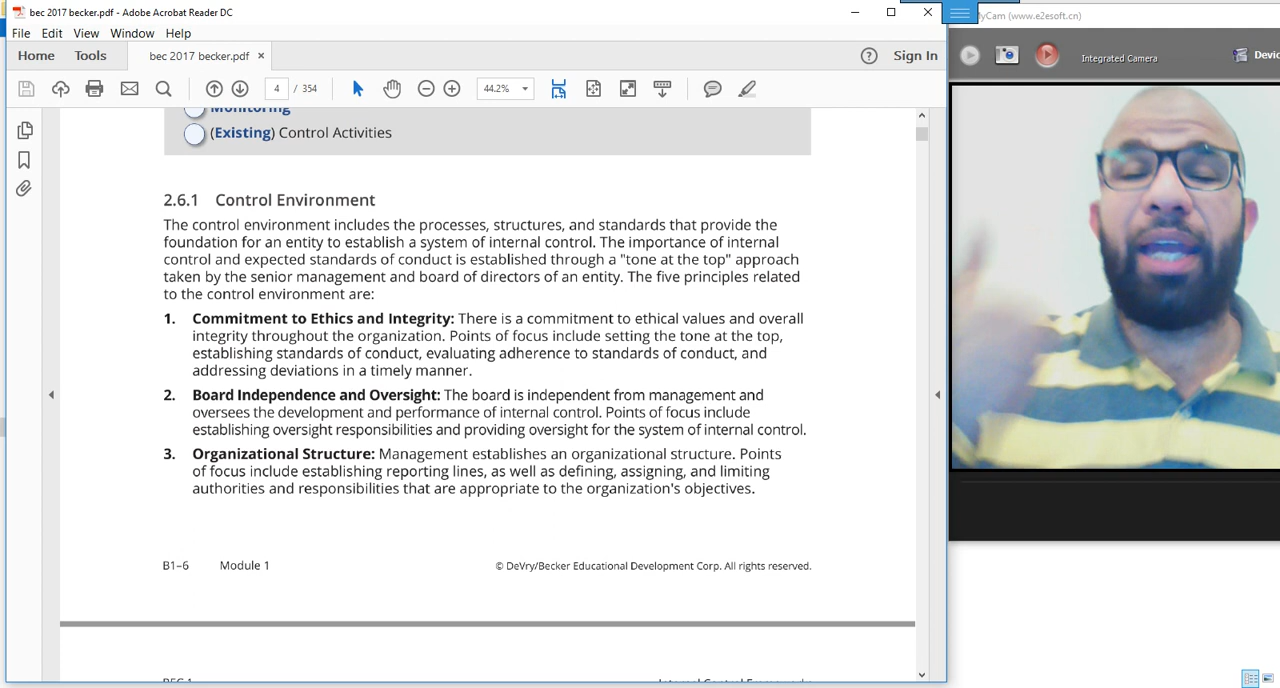 bec 2017 becker.pdf - Adobe Acrobat Reader DC
File Edit View Window Help
Home Tools bec 2017 becker.pdf × Sign In
4 / 354 44.2%
Monitoring
(Existing) Control Activities
2.6.1 Control Environment
The control environment includes the processes, structures, and standards that provide the
foundation for an entity to establish a system of internal control. The importance of internal
control and expected standards of conduct is established through a "tone at the top" approach
taken by the senior management and board of directors of an entity. The five principles related
to the control environment are:
1. Commitment to Ethics and Integrity: There is a commitment to ethical values and overall
integrity throughout the organization. Points of focus include setting the tone at the top,
establishing standards of conduct, evaluating adherence to standards of conduct, and
addressing deviations in a timely manner.
2. Board Independence and Oversight: The board is independent from management and
oversees the development and performance of internal control. Points of focus include
establishing oversight responsibilities and providing oversight for the system of internal control.
3. Organizational Structure: Management establishes an organizational structure. Points
of focus include establishing reporting lines, as well as defining, assigning, and limiting
authorities and responsibilities that are appropriate to the organization's objectives.
B1–6 Module 1 © DeVry/Becker Educational Development Corp. All rights reserved.
yCam (www.e2esoft.cn)
Integrated Camera Devic